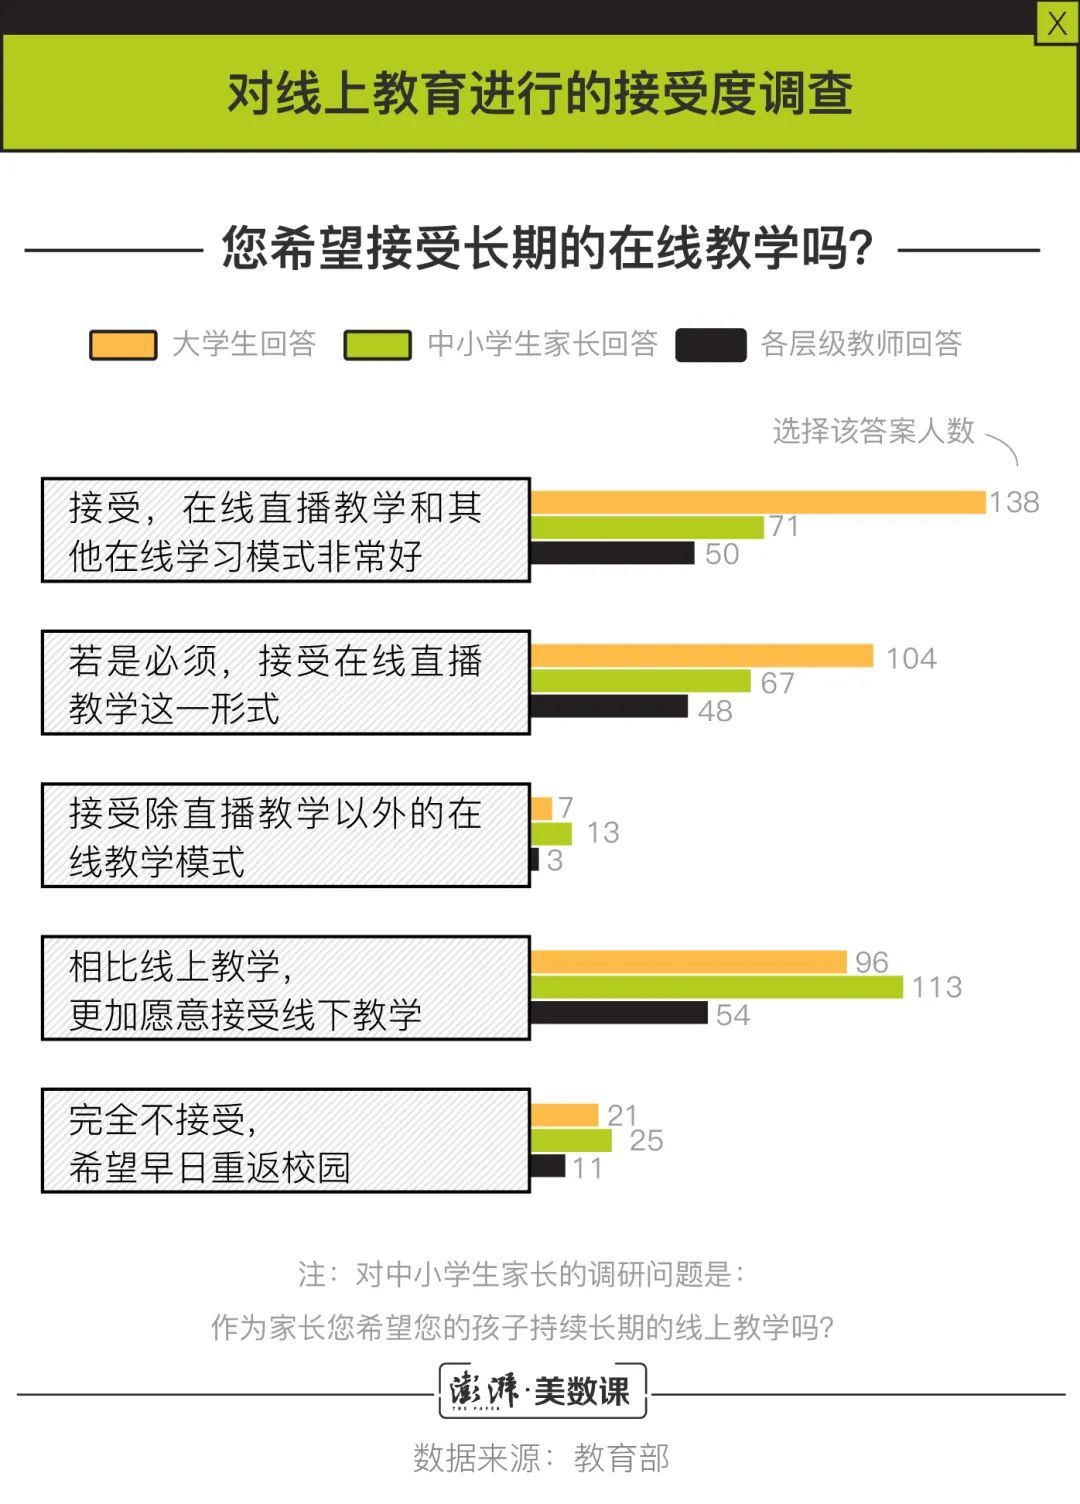 X
对线上教育进行的接受度调查
您希望接受长期的在线教学吗？
大学生回答 中小学生家长回答 各层级教师回答
选择该答案人数
接受，在线直播教学和其
他在线学习模式非常好
138
71
50
若是必须，接受在线直播
教学这一形式
104
67
48
接受除直播教学以外的在
线教学模式
7
13
3
相比线上教学，
更加愿意接受线下教学
96
113
54
完全不接受，
希望早日重返校园
21
25
11
注：对中小学生家长的调研问题是：
作为家长您希望您的孩子持续长期的线上教学吗？
澎湃·美数课
THE PAPER
数据来源：教育部